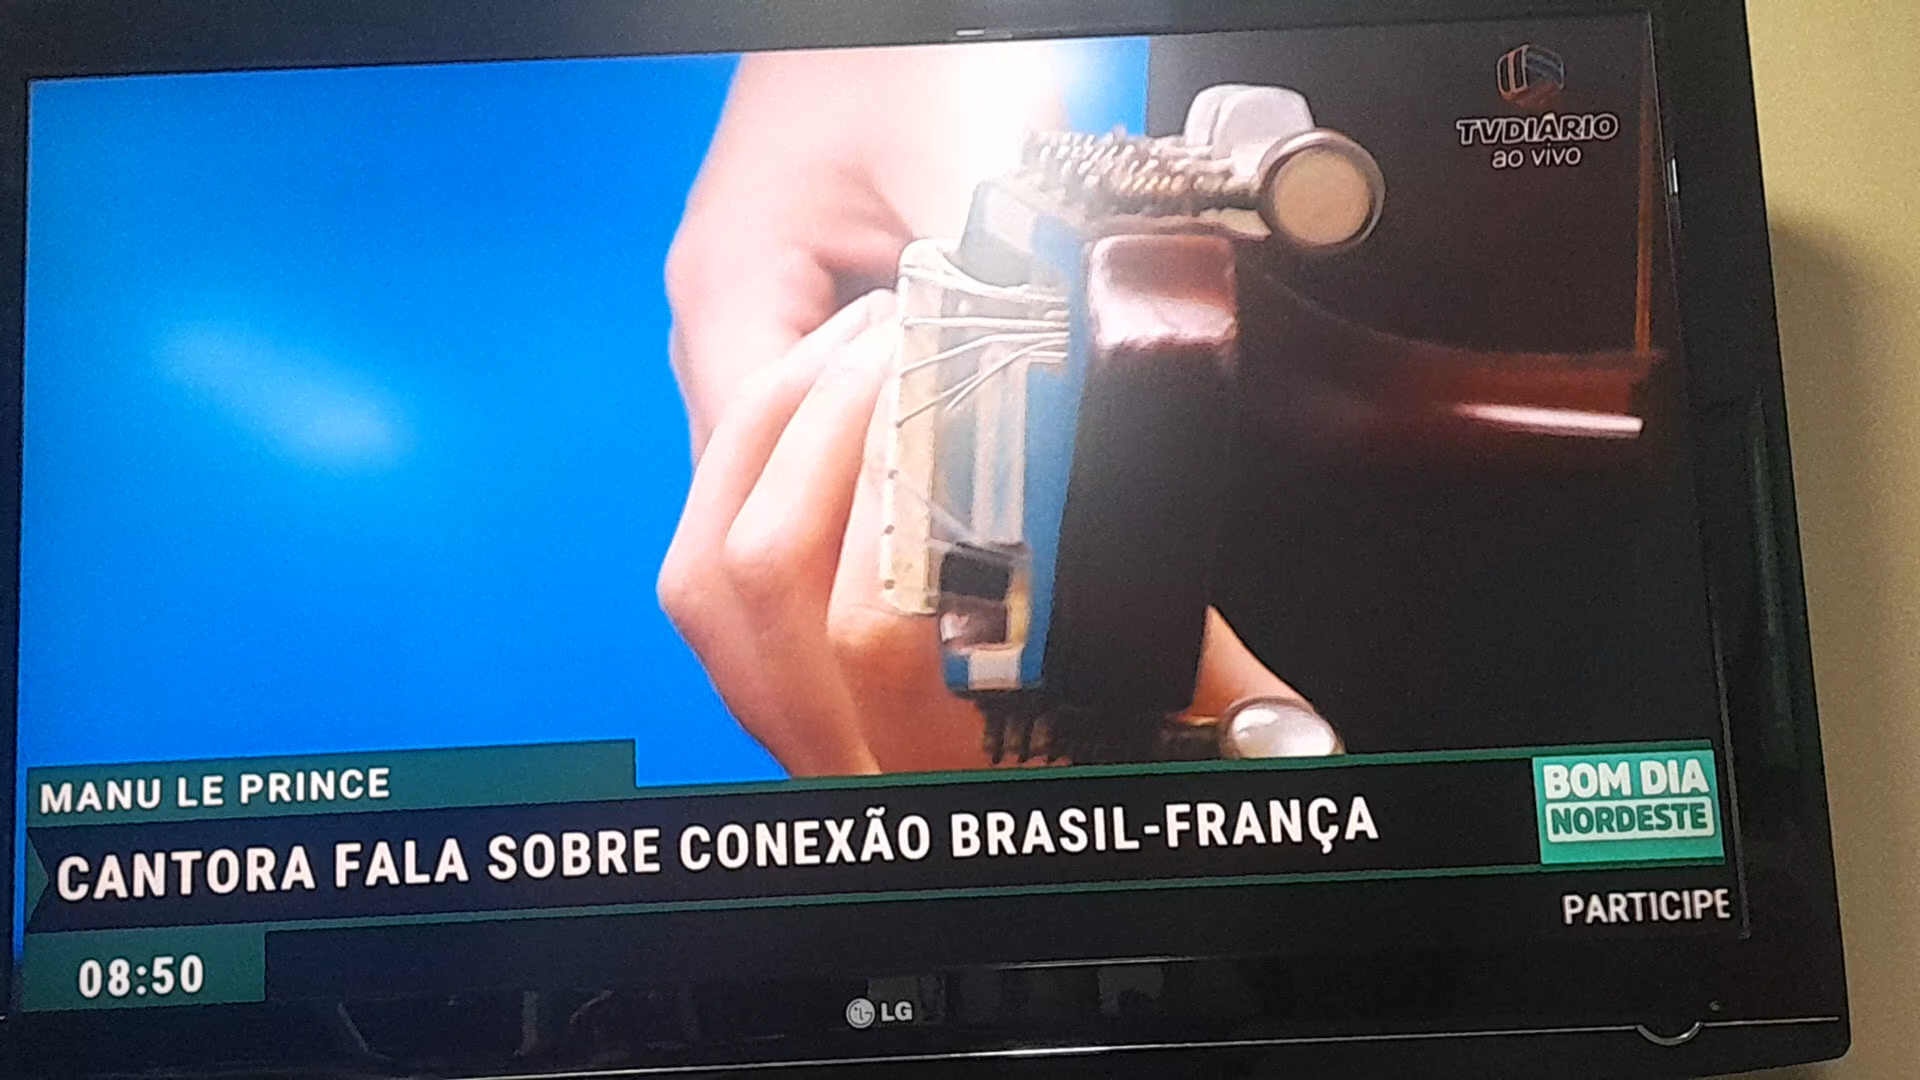 TVDIÁRIO
ao vivo
MANU LE PRINCE
CANTORA FALA SOBRE CONEXÃO BRASIL-FRANÇA
BOM DIA
NORDESTE
PARTICIPE
08:50
LG